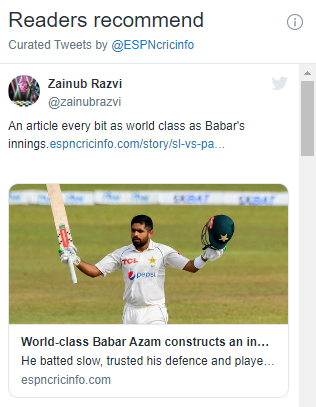 Readers recommend
Curated Tweets by @ESPNcricinfo
Zainub Razvi
@zainubrazvi
An article every bit as world class as Babar's
innings.espncricinfo.com/story/sl-vs-pa…
TCL
pepsi
World-class Babar Azam constructs an in…
He batted slow, trusted his defence and playe…
espncricinfo.com